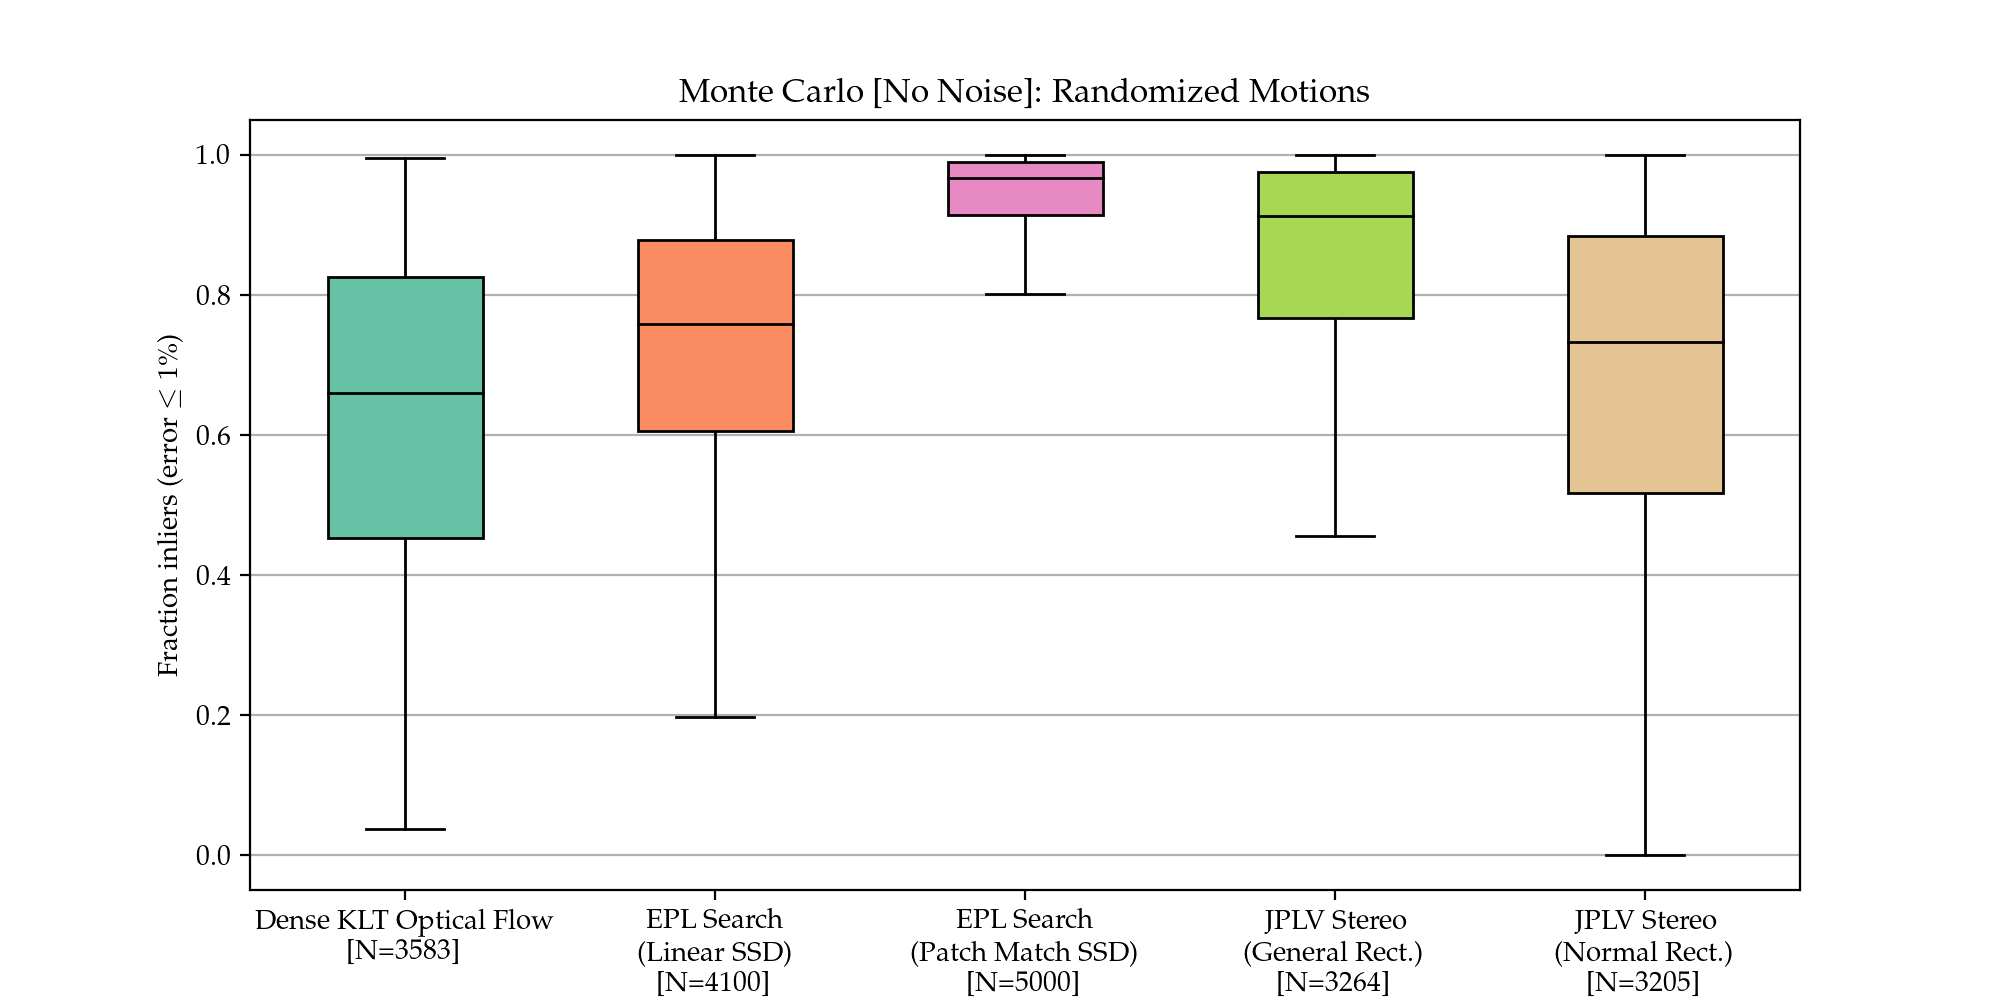 Monte Carlo [No Noise]: Randomized Motions
Fraction inliers (error ≤ 1%)
1.0
0.8
0.6
0.4
0.2
0.0
Dense KLT Optical Flow
[N=3583]
EPL Search
(Linear SSD)
[N=4100]
EPL Search
(Patch Match SSD)
[N=5000]
JPLV Stereo
(General Rect.)
[N=3264]
JPLV Stereo
(Normal Rect.)
[N=3205]